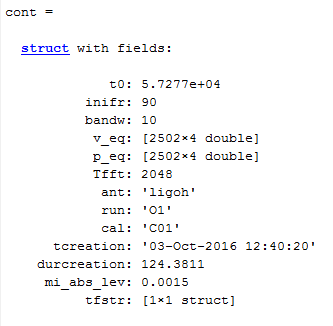 cont =
struct with fields:
t0: 5.7277e+04
inifr: 90
bandw: 10
v_eq: [2502×4 double]
p_eq: [2502×4 double]
Tfft: 2048
ant: 'ligoh'
run: 'O1'
cal: 'C01'
tcreation: '03-Oct-2016 12:40:20'
durcreation: 124.3811
mi_abs_lev: 0.0015
tfstr: [1×1 struct]